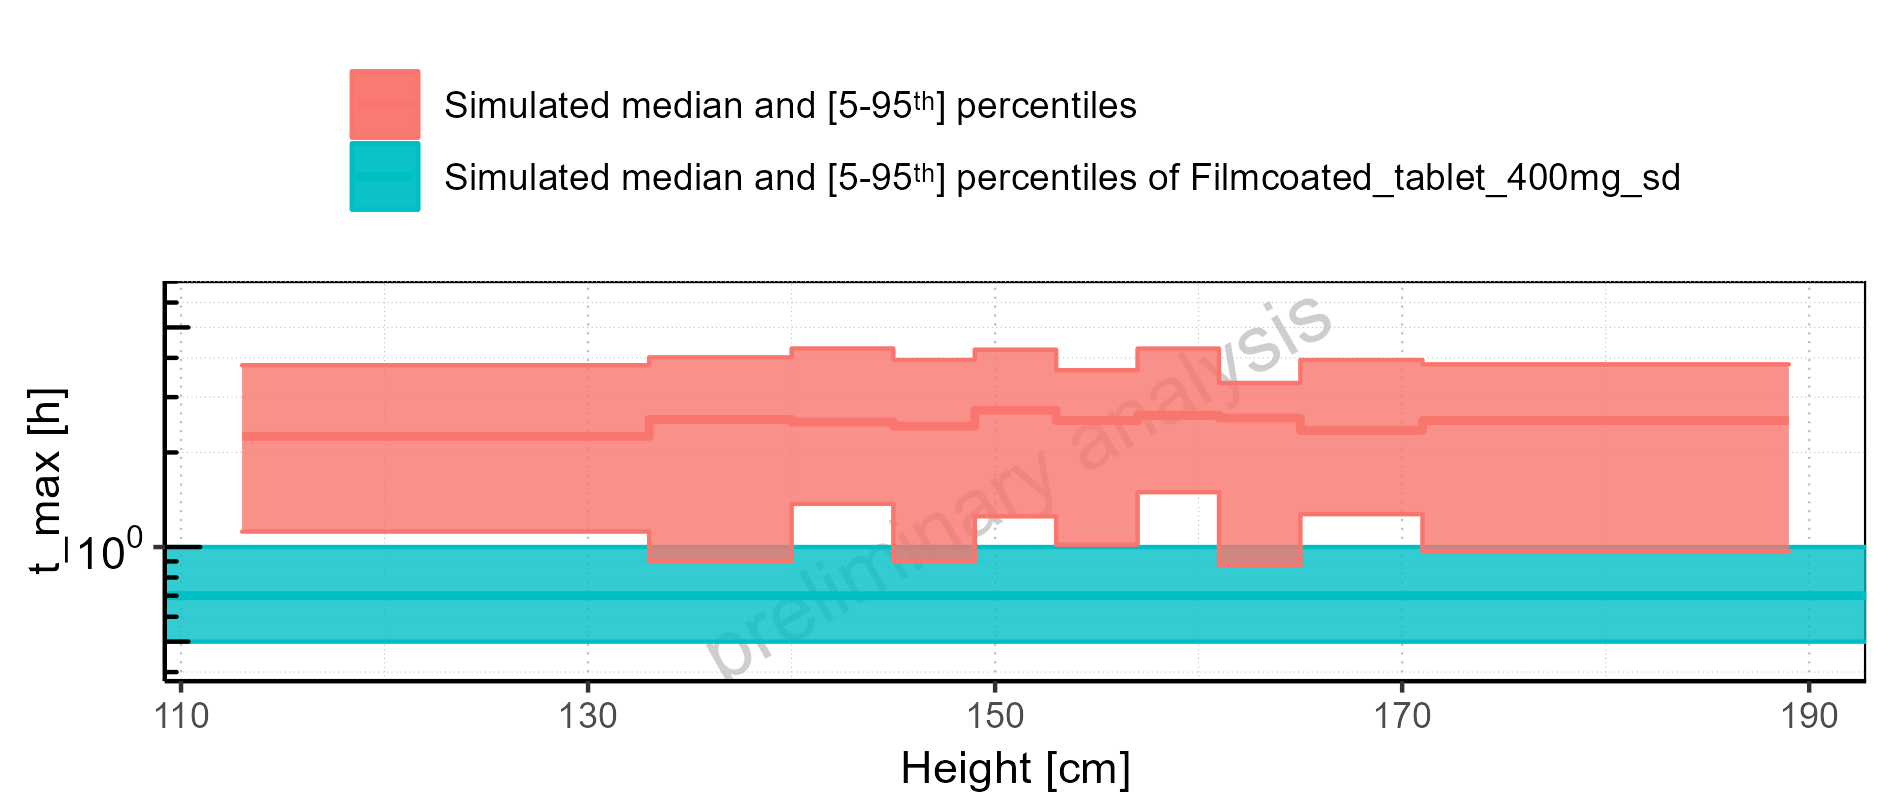 Simulated median and [5-95th] percentiles
Simulated median and [5-95th] percentiles of Filmcoated_tablet_400mg_sd
preliminary analysis
t_max [h]
10^0
110 130 150 170 190
Height [cm]